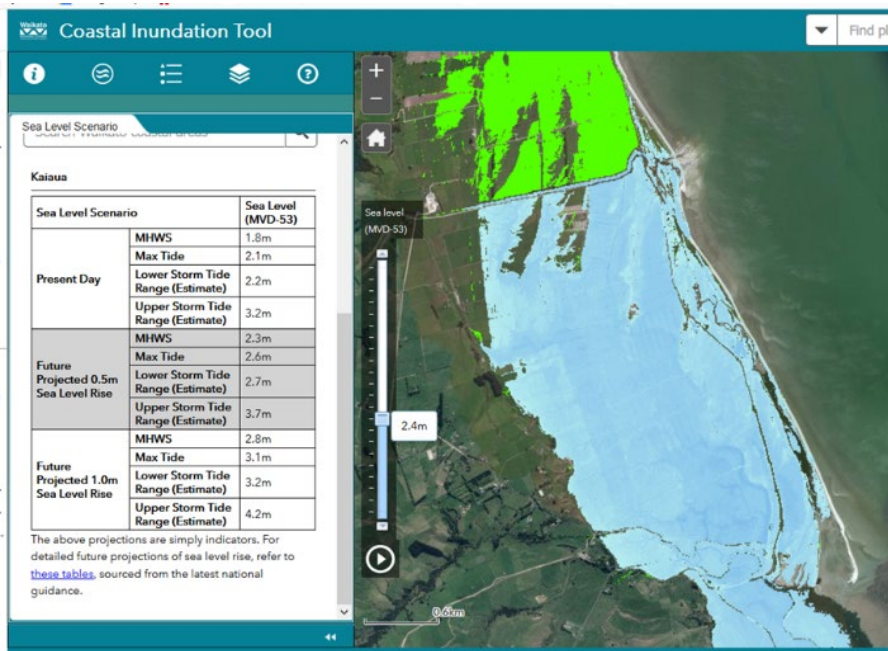 Waikato
Coastal Inundation Tool
Find pl
Sea Level Scenario
Search Waikato coastal areas
Kaiaua
Sea Level Scenario
Sea Level
(MVD-53)
Present Day
MHWS
1.8m
Max Tide
2.1m
Lower Storm Tide
Range (Estimate)
2.2m
Upper Storm Tide
Range (Estimate)
3.2m
Future
Projected 0.5m
Sea Level Rise
MHWS
2.3m
Max Tide
2.6m
Lower Storm Tide
Range (Estimate)
2.7m
Upper Storm Tide
Range (Estimate)
3.7m
Future
Projected 1.0m
Sea Level Rise
MHWS
2.8m
Max Tide
3.1m
Lower Storm Tide
Range (Estimate)
3.2m
Upper Storm Tide
Range (Estimate)
4.2m
The above projections are simply indicators. For
detailed future projections of sea level rise, refer to
these tables, sourced from the latest national
guidance.
Sea level
(MVD-53)
2.4m
0.6km